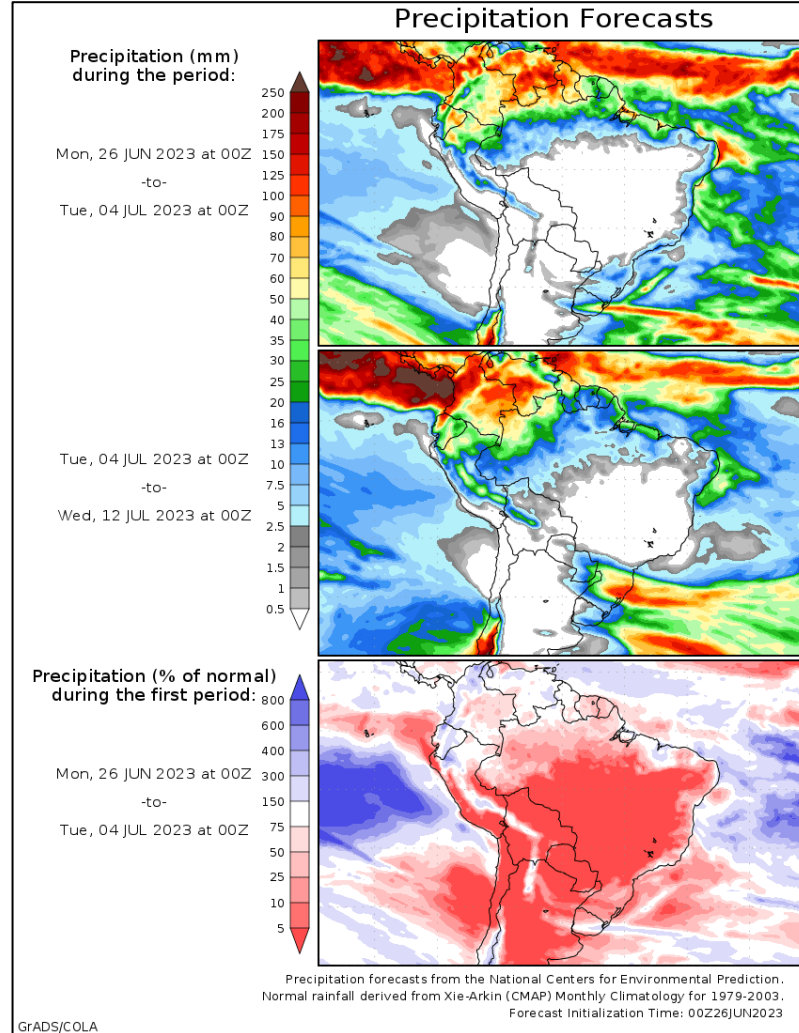 Precipitation Forecasts
Precipitation (mm)
during the period:
Mon, 26 JUN 2023 at 00Z
-to-
Tue, 04 JUL 2023 at 00Z
250
200
175
150
125
100
90
80
70
60
50
40
35
30
25
20
16
13
10
7.5
5
2.5
2
1.5
1
0.5
Tue, 04 JUL 2023 at 00Z
-to-
Wed, 12 JUL 2023 at 00Z
Precipitation (% of normal)
during the first period:
Mon, 26 JUN 2023 at 00Z
-to-
Tue, 04 JUL 2023 at 00Z
800
600
400
300
150
75
50
25
10
5
Precipitation forecasts from the National Centers for Environmental Prediction.
Normal rainfall derived from Xie-Arkin (CMAP) Monthly Climatology for 1979-2003.
Forecast Initialization Time: 00Z26JUN2023
GrADS/COLA